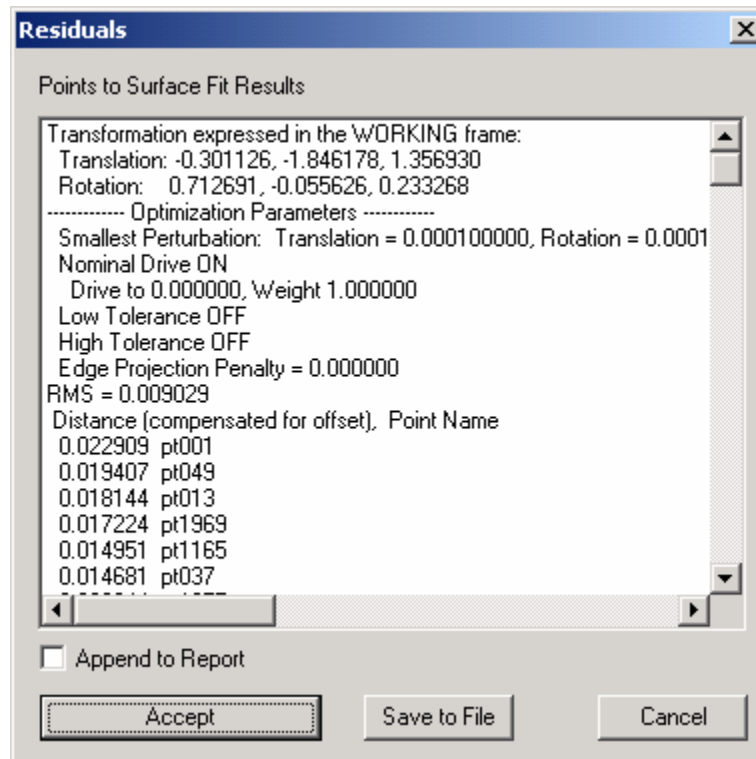 Residuals
Points to Surface Fit Results
Transformation expressed in the WORKING frame:
Translation: -0.301126, -1.846178, 1.356930
Rotation: 0.712691, -0.055626, 0.233268
------------- Optimization Parameters ------------
Smallest Perturbation: Translation = 0.000100000, Rotation = 0.0001
Nominal Drive ON
Drive to 0.000000, Weight 1.000000
Low Tolerance OFF
High Tolerance OFF
Edge Projection Penalty = 0.000000
RMS = 0.009029
Distance (compensated for offset), Point Name
0.022909 pt001
0.019407 pt049
0.018144 pt013
0.017224 pt1969
0.014951 pt1165
0.014681 pt037
Append to Report
Accept Save to File Cancel